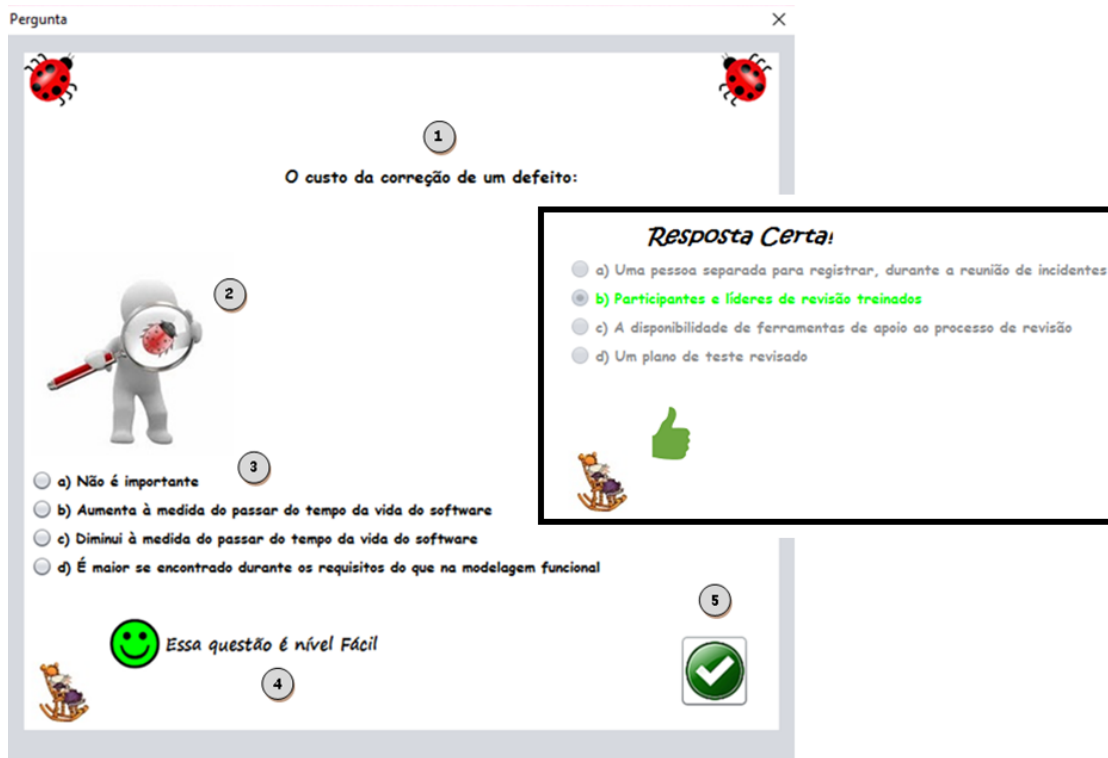 Pergunta
1
O custo da correção de um defeito:
2
3
a) Não é importante
b) Aumenta à medida do passar do tempo da vida do software
c) Diminui à medida do passar do tempo da vida do software
d) É maior se encontrado durante os requisitos do que na modelagem funcional
Essa questão é nível Fácil
4
5
Resposta Certa!
a) Uma pessoa separada para registrar, durante a reunião de incidentes
b) Participantes e líderes de revisão treinados
c) A disponibilidade de ferramentas de apoio ao processo de revisão
d) Um plano de teste revisado